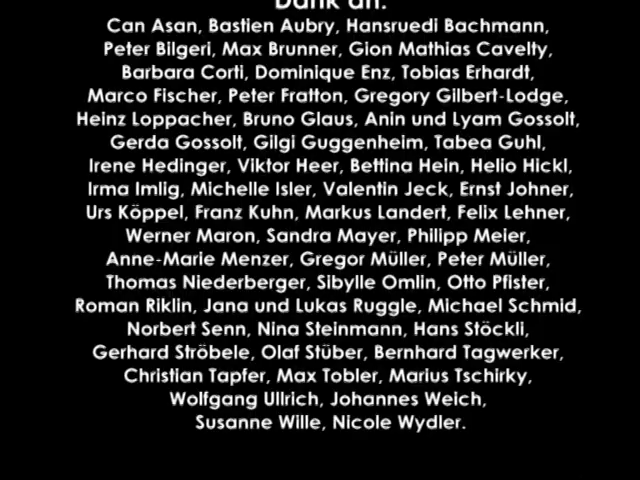 Dank an:
Can Asan, Bastien Aubry, Hansruedi Bachmann,
Peter Bilgeri, Max Brunner, Gion Mathias Cavelty,
Barbara Corti, Dominique Enz, Tobias Erhardt,
Marco Fischer, Peter Fratton, Gregory Gilbert-Lodge,
Heinz Loppacher, Bruno Glaus, Anin und Lyam Gossolt,
Gerda Gossolt, Gilgi Guggenheim, Tabea Guhl,
Irene Hedinger, Viktor Heer, Bettina Hein, Helio Hickl,
Irma Imlig, Michelle Isler, Valentin Jeck, Ernst Johner,
Urs Köppel, Franz Kuhn, Markus Landert, Felix Lehner,
Werner Maron, Sandra Mayer, Philipp Meier,
Anne-Marie Menzer, Gregor Müller, Peter Müller,
Thomas Niederberger, Sibylle Omlin, Otto Pfister,
Roman Riklin, Jana und Lukas Ruggle, Michael Schmid,
Norbert Senn, Nina Steinmann, Hans Stöckli,
Gerhard Ströbele, Olaf Stüber, Bernhard Tagwerker,
Christian Tapfer, Max Tobler, Marius Tschirky,
Wolfgang Ullrich, Johannes Weich,
Susanne Wille, Nicole Wydler.